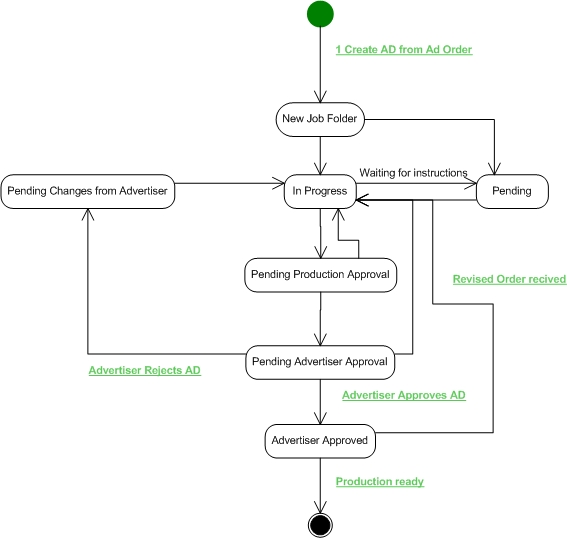 1 Create AD from Ad Order
New Job Folder
Waiting for instructions
Pending Changes from Advertiser
In Progress
Pending
Pending Production Approval
Revised Order recived
Pending Advertiser Approval
Advertiser Rejects AD
Advertiser Approves AD
Advertiser Approved
Production ready